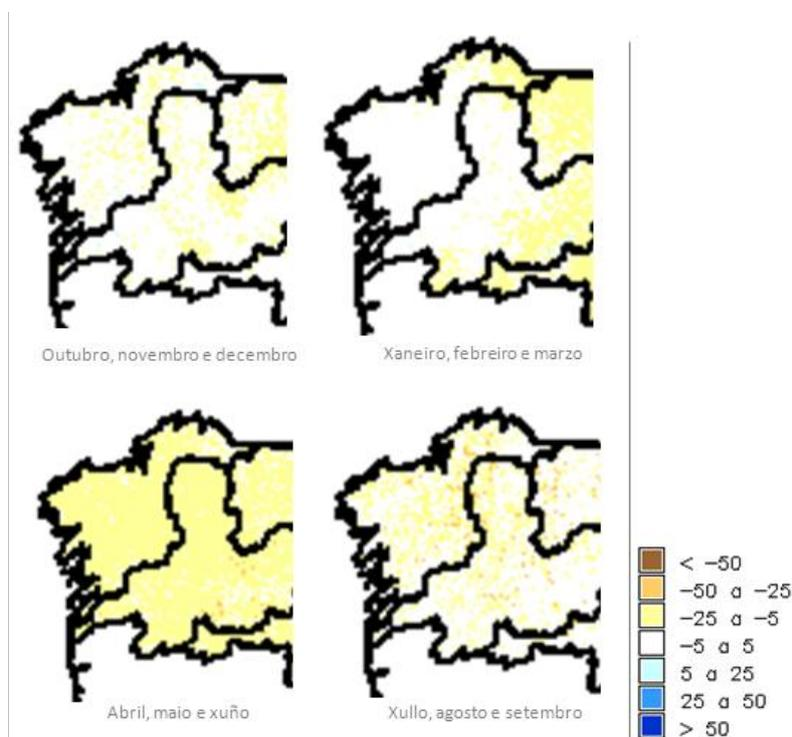 Outubro, novembro e decembro
Xaneiro, febreiro e marzo
Abril, maio e xuño
Xullo, agosto e setembro
< −50
−50 a −25
−25 a −5
−5 a 5
5 a 25
25 a 50
> 50